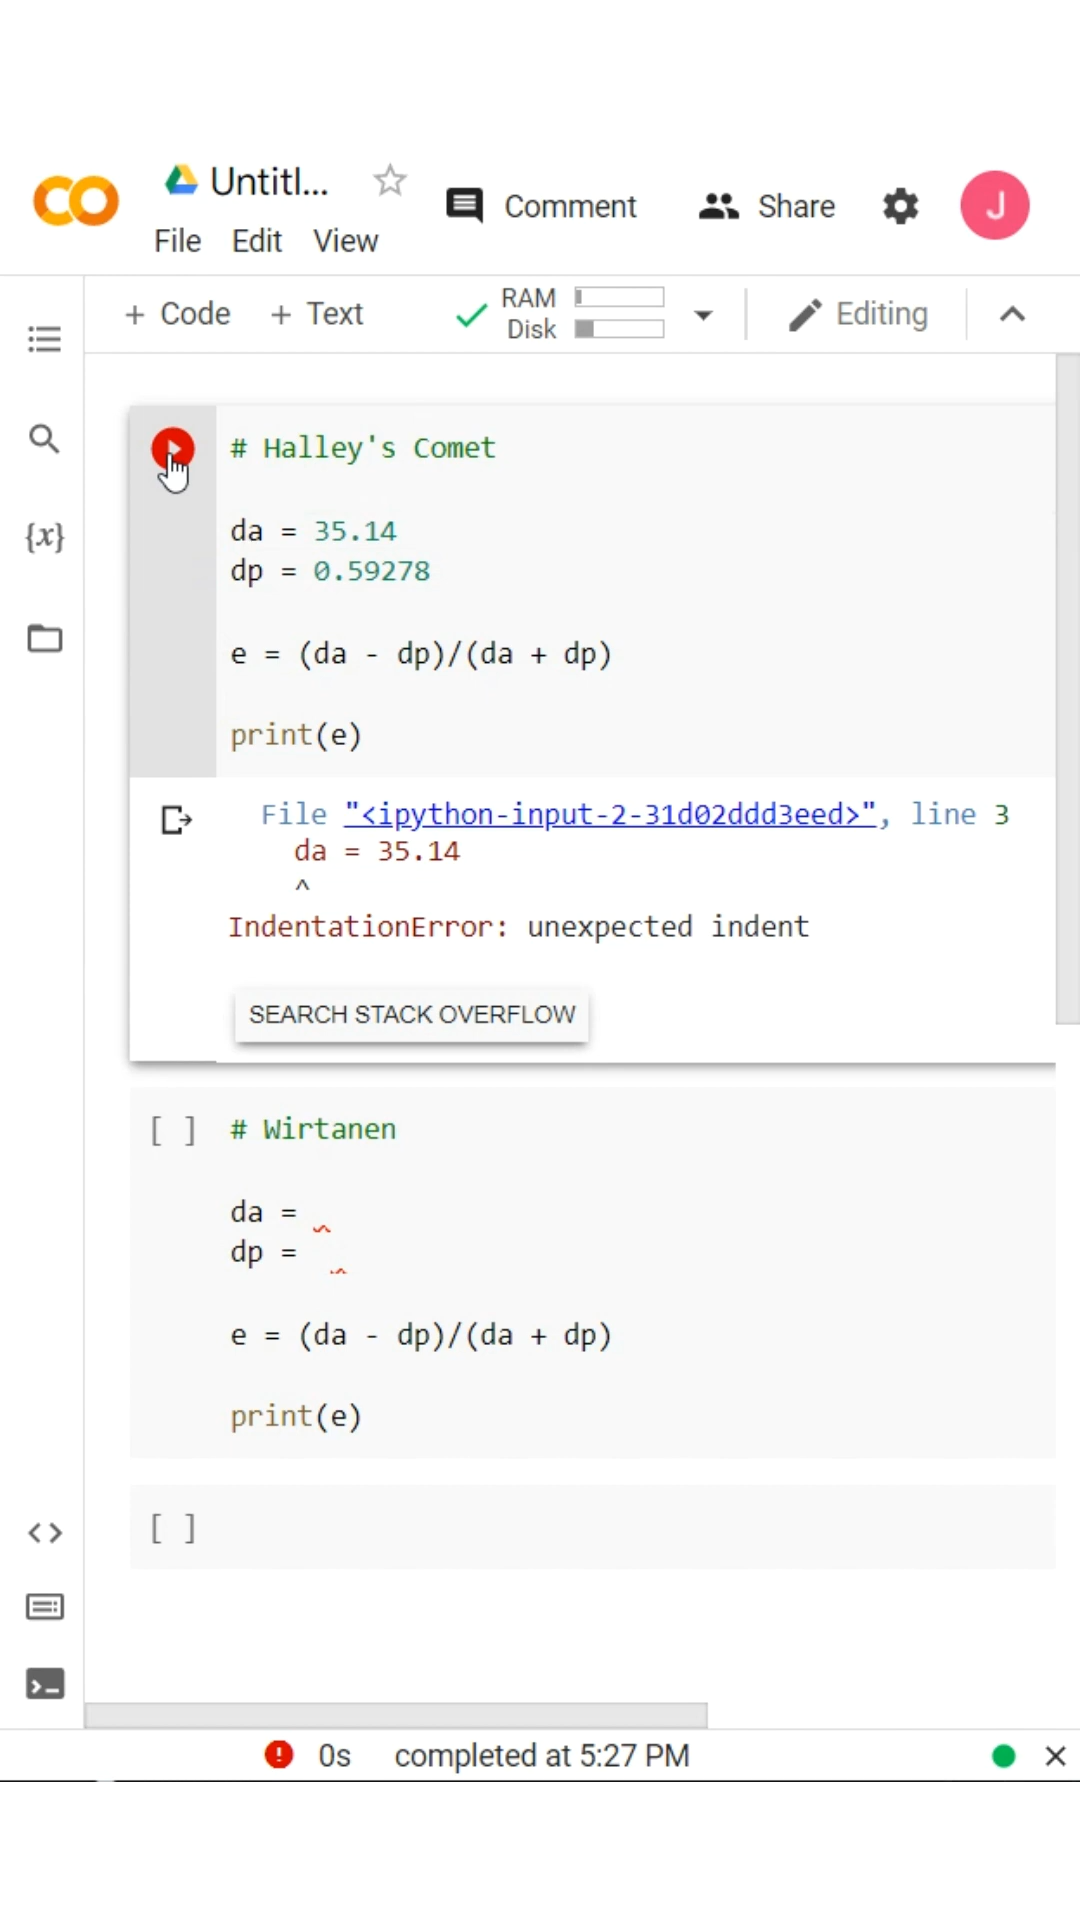 Untitl...
Comment
Share
J
File Edit View
+ Code + Text
RAM
Disk
Editing
{x}
# Halley's Comet
da = 35.14
dp = 0.59278
e = (da - dp)/(da + dp)
print(e)
File "<ipython-input-2-31d02ddd3eed>", line 3
da = 35.14
^
IndentationError: unexpected indent
SEARCH STACK OVERFLOW
[ ] # Wirtanen
da =
dp =
e = (da - dp)/(da + dp)
print(e)
[ ]
0s completed at 5:27 PM